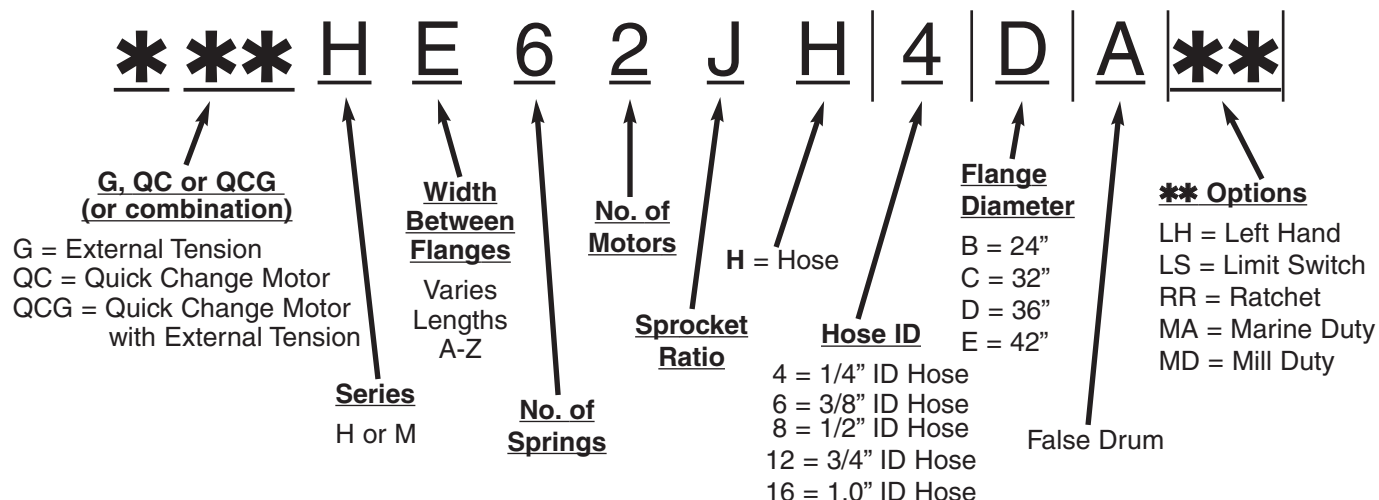 ✱ ✱✱ H E 6 2 J H 4 D A ✱✱
G, QC or QCG
(or combination)
G = External Tension
QC = Quick Change Motor
QCG = Quick Change Motor
with External Tension
Series
H or M
Width
Between
Flanges
Varies
Lengths
A-Z
No. of
Springs
No. of
Motors
Sprocket
Ratio
H = Hose
Hose ID
4 = 1/4” ID Hose
6 = 3/8” ID Hose
8 = 1/2” ID Hose
12 = 3/4” ID Hose
16 = 1.0” ID Hose
Flange
Diameter
B = 24”
C = 32”
D = 36”
E = 42”
False Drum
✱✱ Options
LH = Left Hand
LS = Limit Switch
RR = Ratchet
MA = Marine Duty
MD = Mill Duty